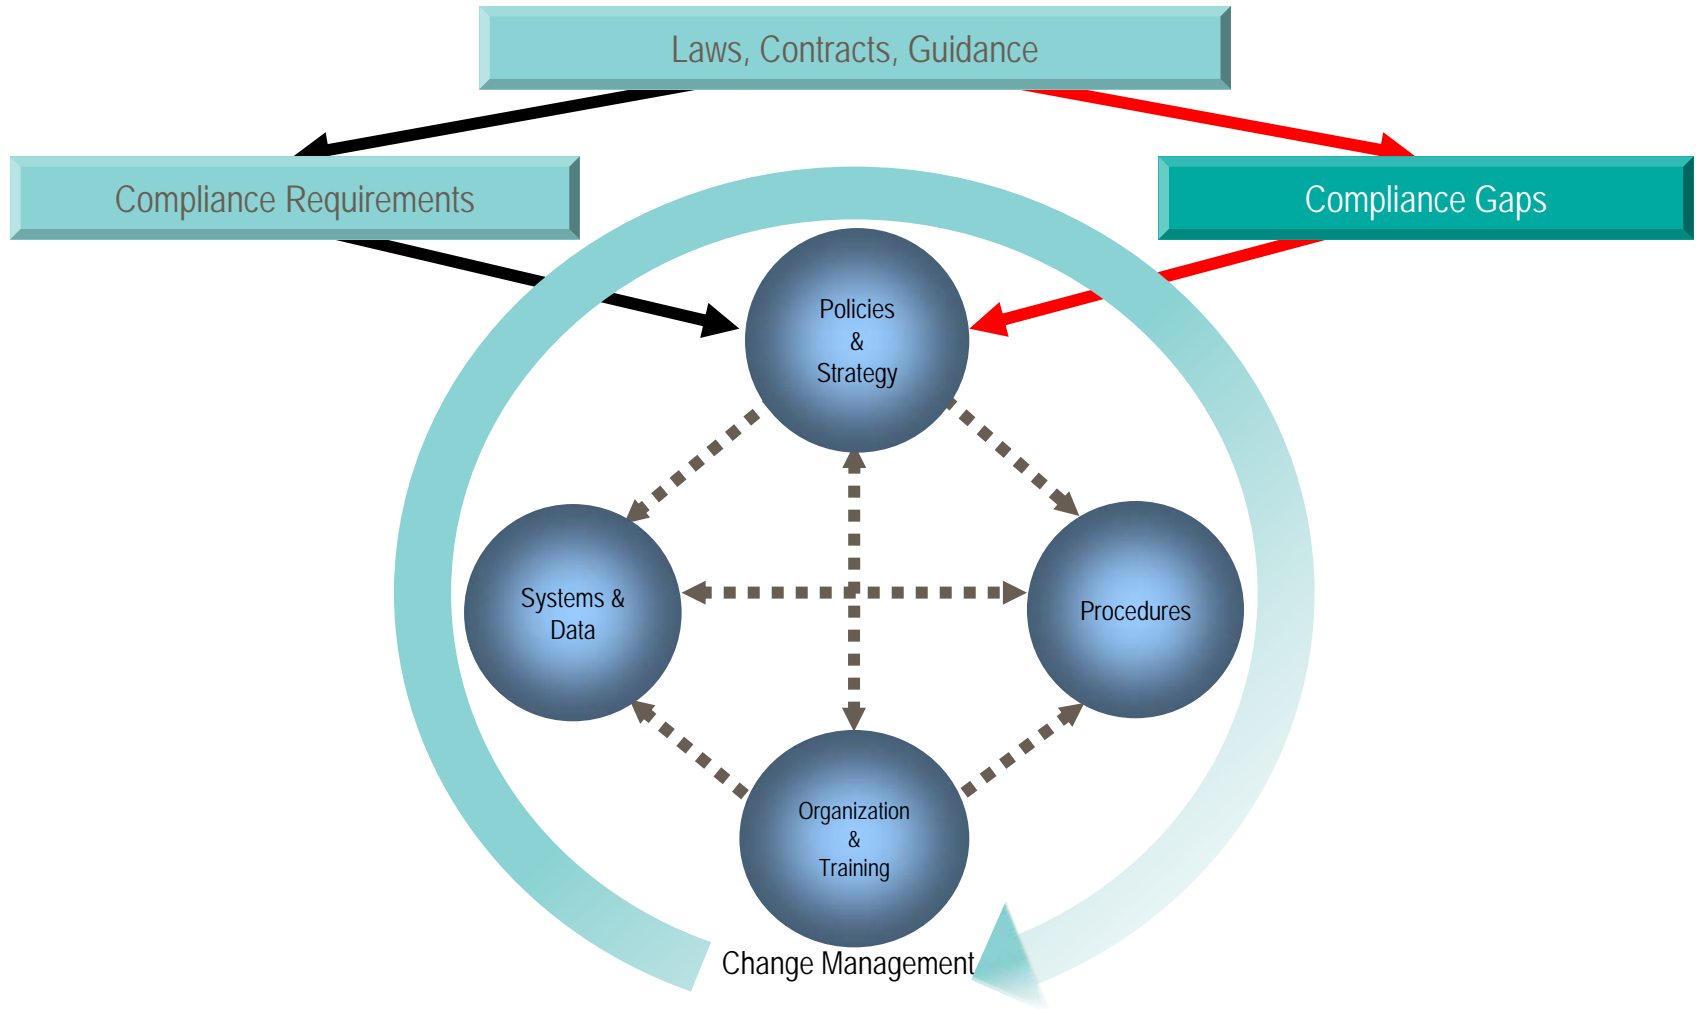 Laws, Contracts, Guidance
Compliance Requirements
Compliance Gaps
Policies
&
Strategy
Systems &
Data
Procedures
Organization
&
Training
Change Management